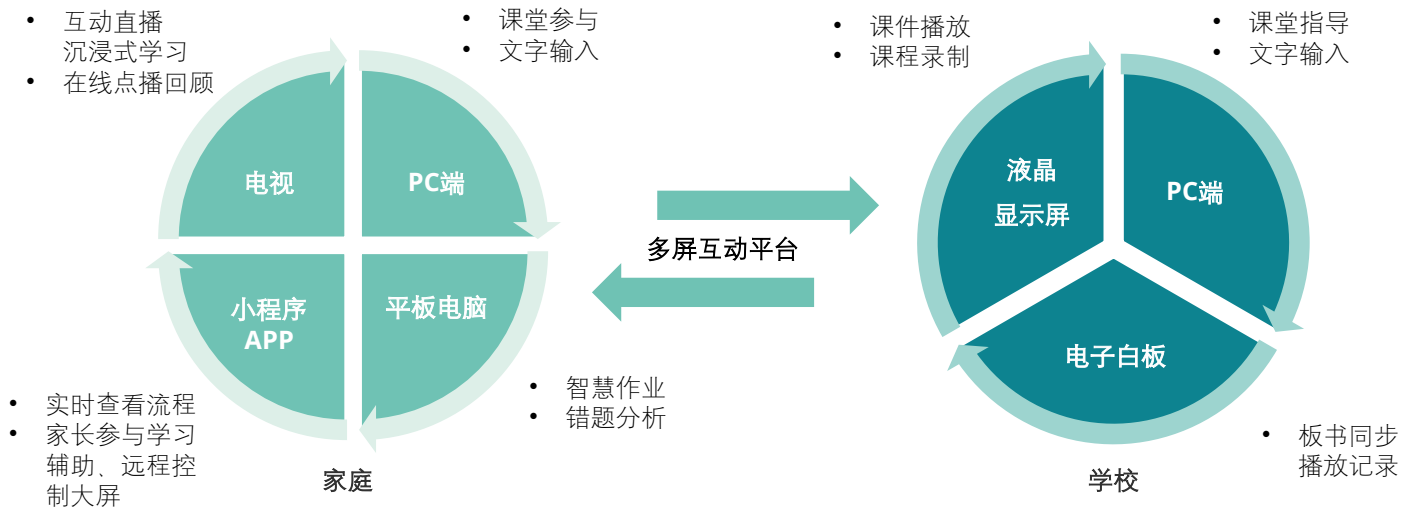 • 互动直播
沉浸式学习
• 在线点播回顾
• 课堂参与
• 文字输入
电视
PC端
小程序
APP
平板电脑
• 实时查看流程
• 家长参与学习
辅助、远程控
制大屏
• 智慧作业
• 错题分析
家庭
多屏互动平台
• 课件播放
• 课程录制
• 课堂指导
• 文字输入
液晶
显示屏
PC端
电子白板
• 板书同步
播放记录
学校